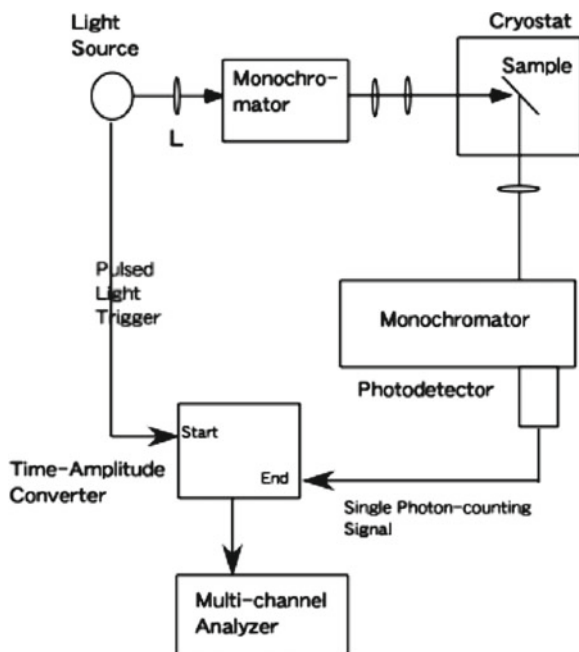 Light
Source
Cryostat
Monochro-
mator
Sample
L
Pulsed
Light
Trigger
Monochromator
Photodetector
Start
Time-Amplitude
Converter
End
Single Photon-counting
Signal
Multi-channel
Analyzer